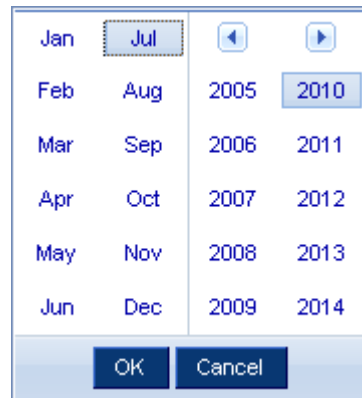 Jan Jul
Feb Aug 2005 2010
Mar Sep 2006 2011
Apr Oct 2007 2012
May Nov 2008 2013
Jun Dec 2009 2014
OK Cancel